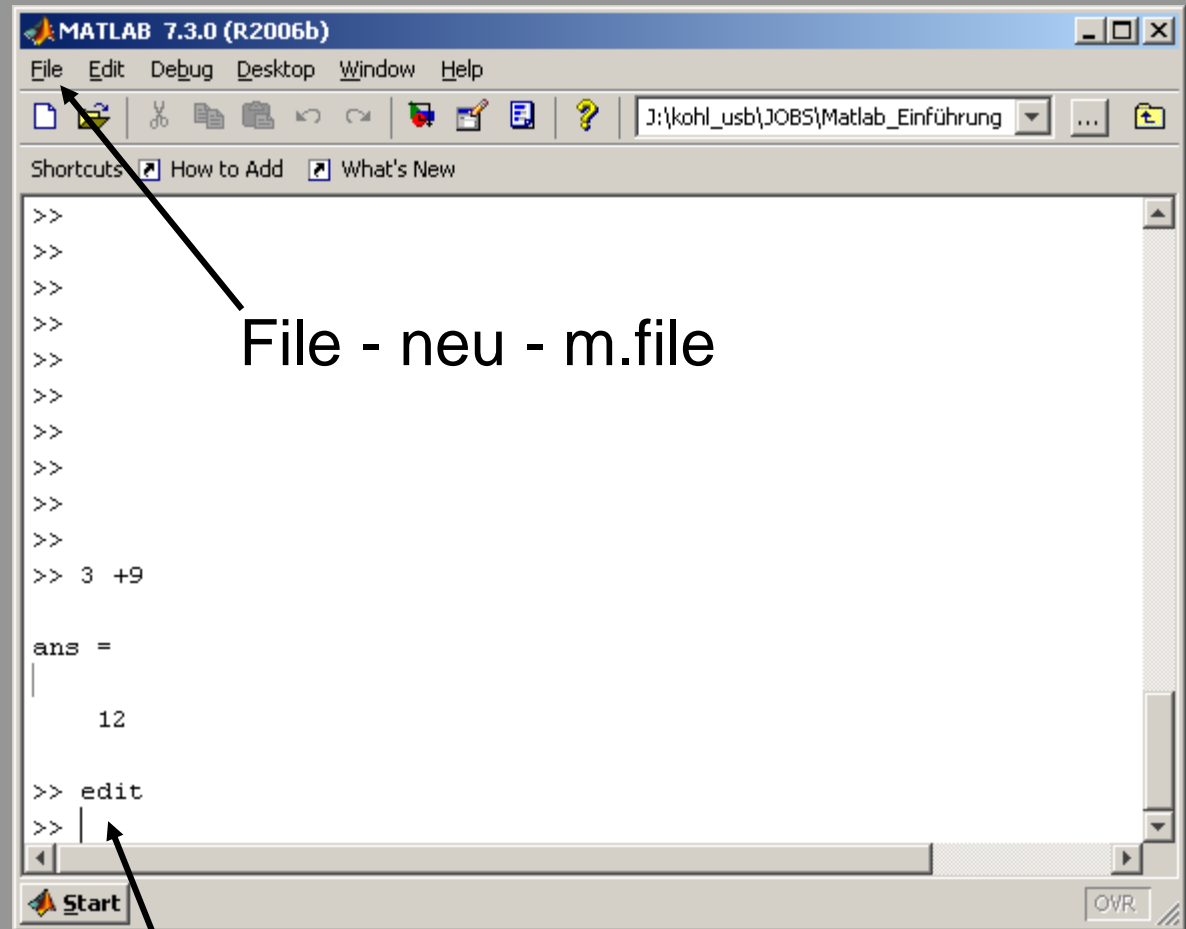 MATLAB 7.3.0 (R2006b)
File Edit Debug Desktop Window Help
J:\kohl_usb\JOBS\Matlab_Einführung ...
Shortcuts How to Add What's New
>>
>>
>>
>>
File - neu - m.file
>>
>>
>>
>>
>>
>>
>> 3 +9
ans =
12
>> edit
>>
Start OVR